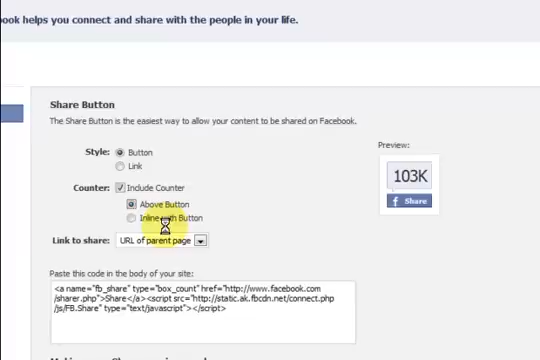 book helps you connect and share with the people in your life.
Share Button
The Share Button is the easiest way to allow your content to be shared on Facebook.
Preview:
Style: Button
Link
103K
Counter: Include Counter
f Share
Above Button
Inline with Button
Link to share: URL of parent page
Paste this code in the body of your site:
<a name="fb_share" type="box_count" href="http://www.facebook.com
/sharer.php">Share</a><script src="http://static.ak.fbcdn.net/connect.php
/js/FB.Share" type="text/javascript"></script>